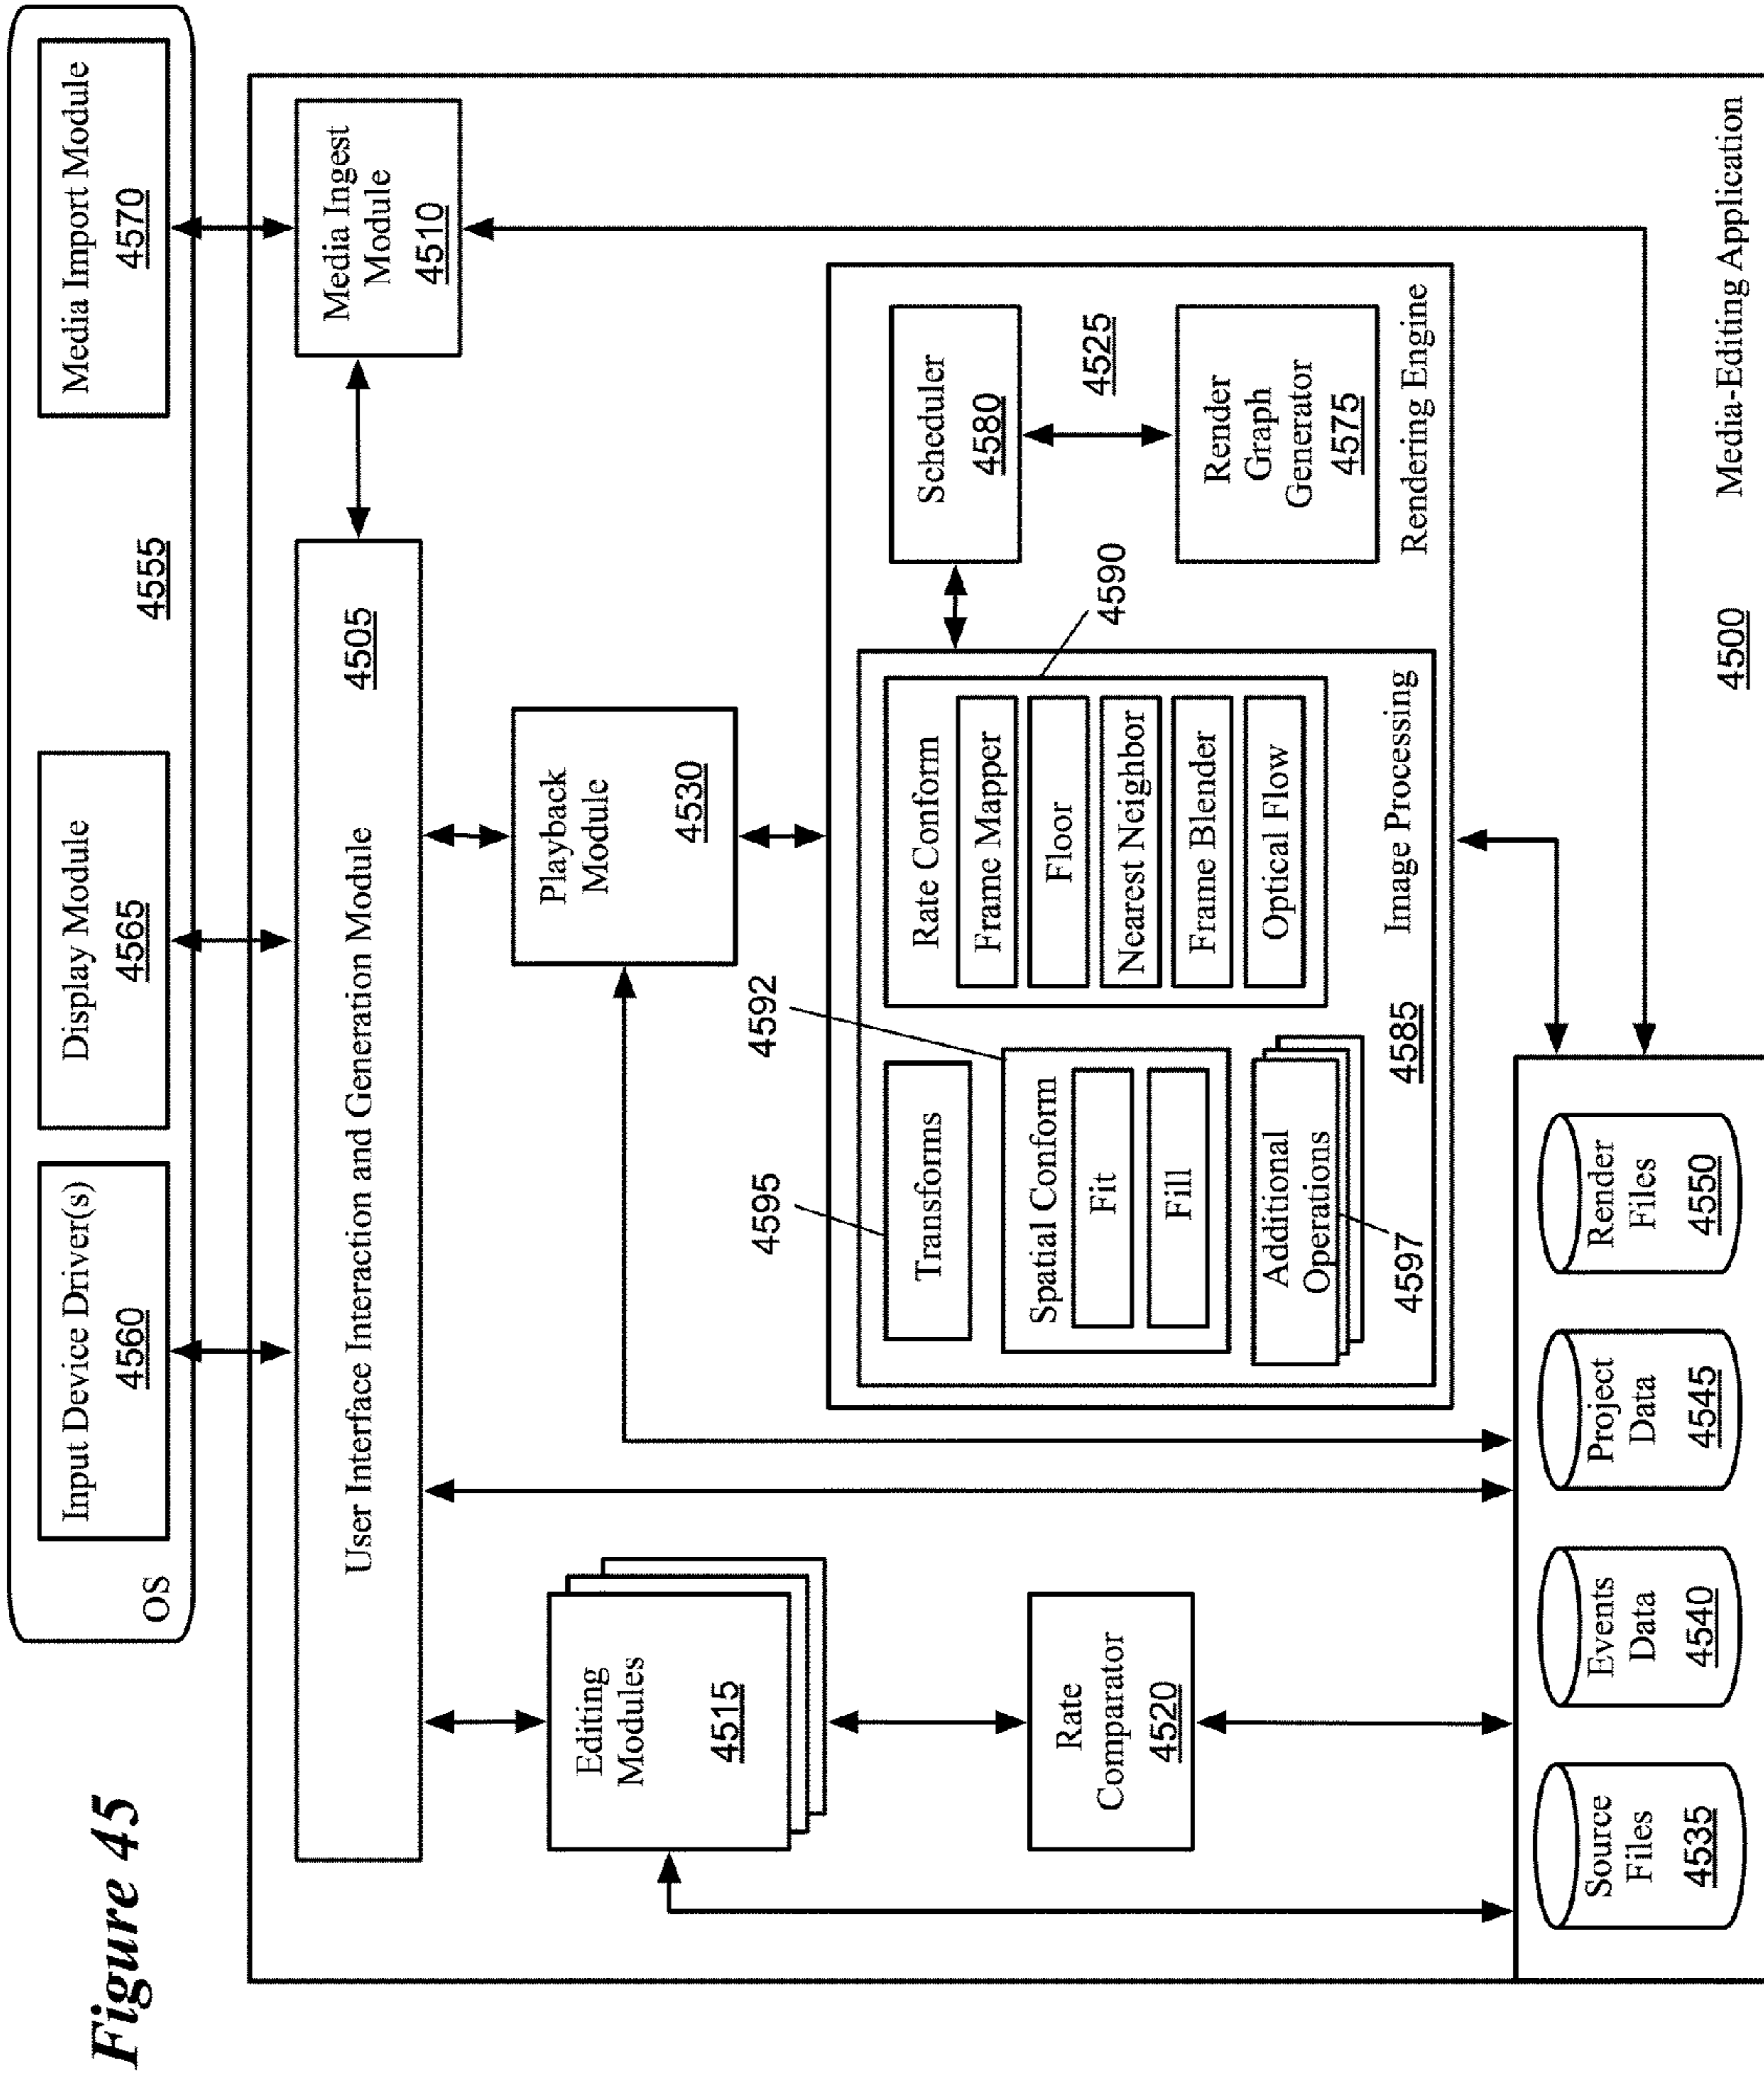 Figure 45
OS
Input Device Driver(s)
4560
Display Module
4565
4555
Media Import Module
4570
User Interface Interaction and Generation Module
4505
Media Ingest
Module
4510
Editing
Modules
4515
Playback
Module
4530
Rate
Comparator
4520
4595
4592
Transforms
Spatial Conform
Fit
Fill
Additional
Operations
4597
4585
Rate Conform
Frame Mapper
Floor
Nearest Neighbor
Frame Blender
Optical Flow
Image Processing
4590
Scheduler
4580
4525
Render
Graph
Generator
4575
Rendering Engine
Source
Files
4535
Events
Data
4540
Project
Data
4545
Render
Files
4550
4500
Media-Editing Application